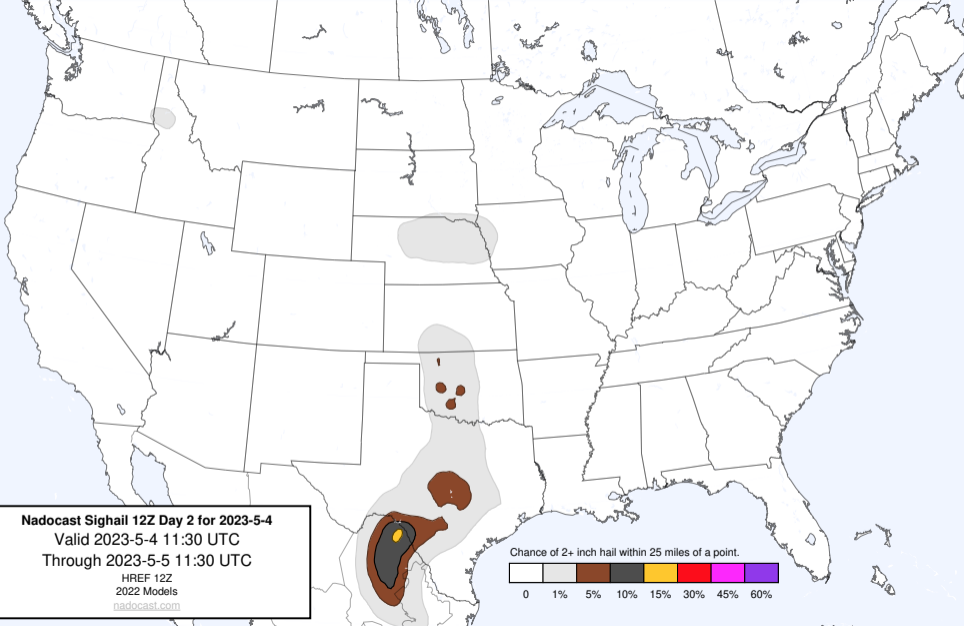 Nadocast Sighail 12Z Day 2 for 2023-5-4
Valid 2023-5-4 11:30 UTC
Through 2023-5-5 11:30 UTC
HREF 12Z
2022 Models
nadocast.com
Chance of 2+ inch hail within 25 miles of a point.
0 1% 5% 10% 15% 30% 45% 60%